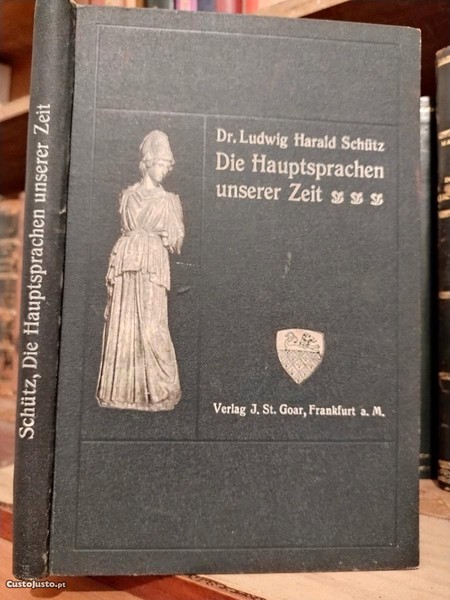 Schütz, Die Hauptsprachen unserer Zeit
Dr. Ludwig Harald Schütz
Die Hauptsprachen
unserer Zeit
Verlag J. St. Goar, Frankfurt a. M.
CustoJusto.pt